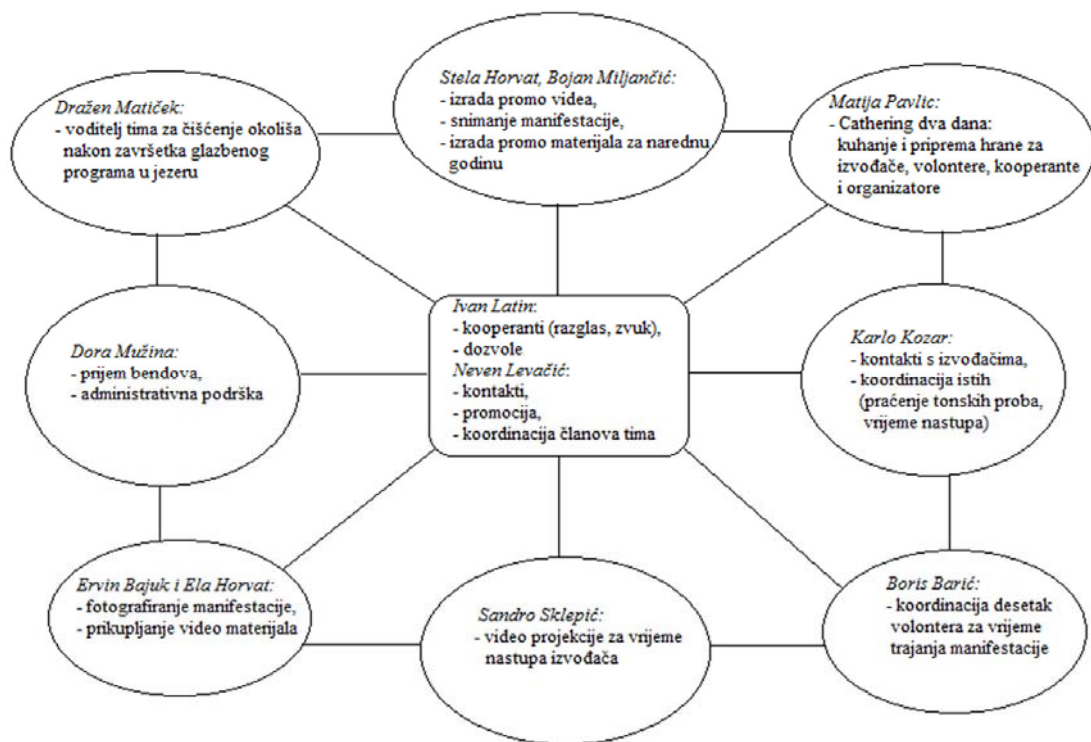 Stela Horvat, Bojan Miljančić:
- izrada promo videa,
- snimanje manifestacije,
- izrada promo materijala za narednu
godinu
Dražen Matiček:
- voditelj tima za čišćenje okoliša
nakon završetka glazbenog
programa u jezeru
Matija Pavlic:
- Cathering dva dana:
kuhanje i priprema hrane za
izvođače, volontere, kooperante
i organizatore
Ivan Latin:
- kooperanti (razglas, zvuk),
- dozvole
Neven Levačić:
- kontakti,
- promocija,
- koordinacija članova tima
Dora Mužina:
- prijem bendova,
- administrativna podrška
Karlo Kozar:
- kontakti s izvođačima,
- koordinacija istih
(praćenje tonskih proba,
vrijeme nastupa)
Ervin Bajuk i Ela Horvat:
- fotografiranje manifestacije,
- prikupljanje video materijala
Sandro Sklepić:
- video projekcije za vrijeme
nastupa izvođača
Boris Barić:
- koordinacija desetak
volontera za vrijeme
trajanja manifestacije